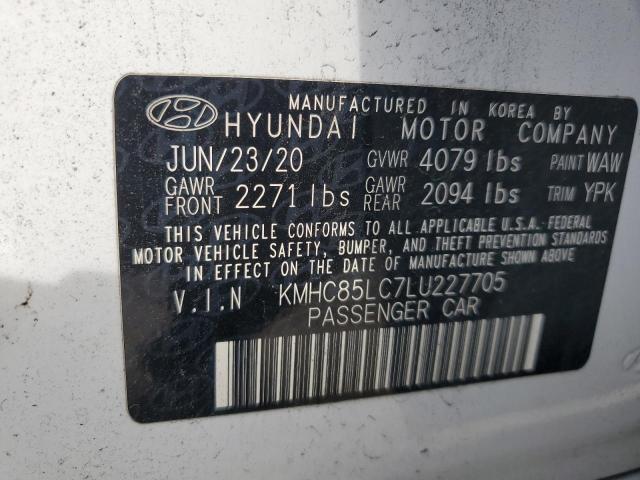 MANUFACTURED IN KOREA BY
HYUNDAI MOTOR COMPANY
JUN/23/20 GVWR 4079 lbs PAINT WAW
GAWR FRONT 2271 lbs GAWR REAR 2094 lbs TRIM YPK
THIS VEHICLE CONFORMS TO ALL APPLICABLE U.S.A. FEDERAL
MOTOR VEHICLE SAFETY, BUMPER, AND THEFT PREVENTION STANDARDS
IN EFFECT ON THE DATE OF MANUFACTURE SHOWN ABOVE.
V.I.N KMHC85LC7LU227705
PASSENGER CAR